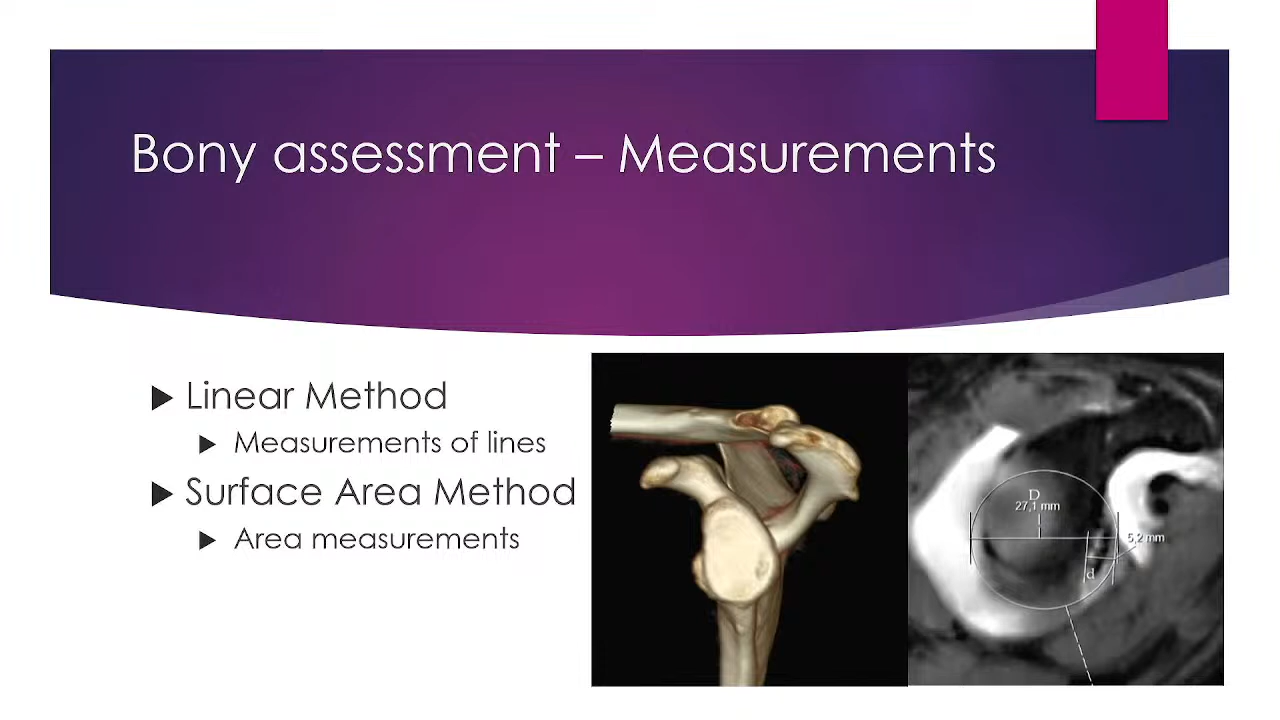 Bony assessment – Measurements
Linear Method
Measurements of lines
Surface Area Method
Area measurements
D
27,1 mm
5,2 mm
d